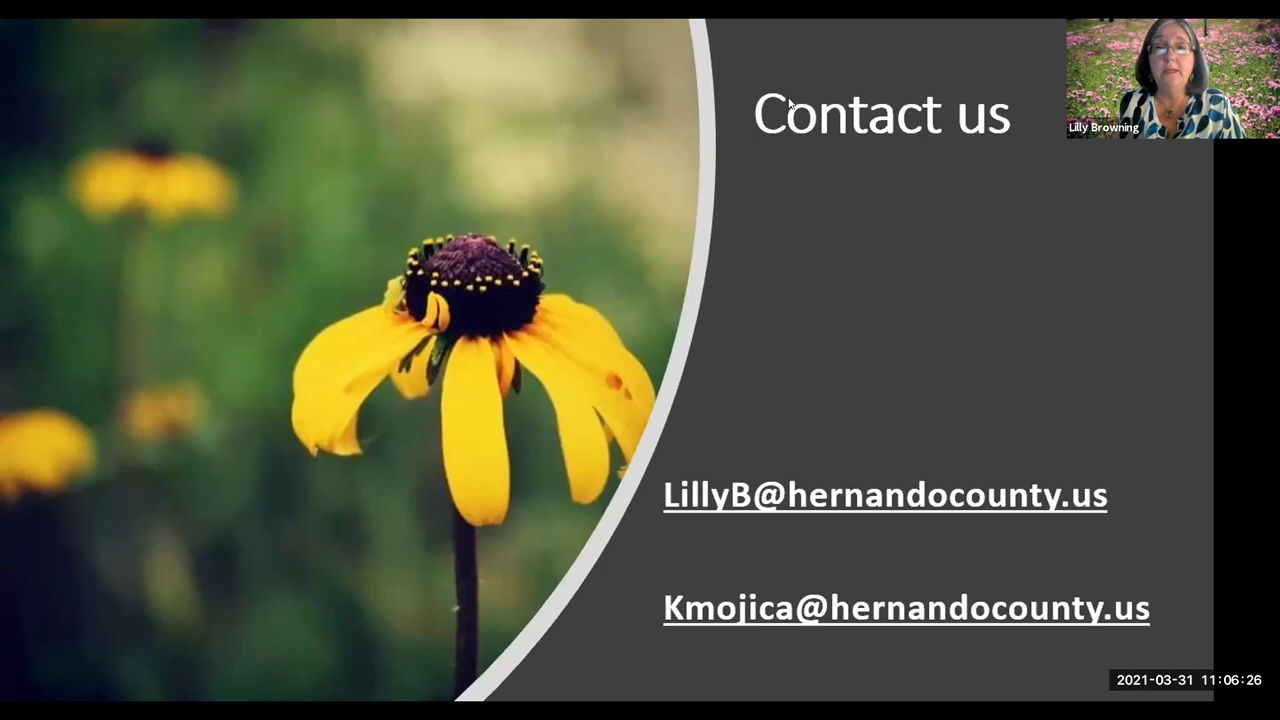 Contact us
Lilly Browning
LillyB@hernandocounty.us
Kmojica@hernandocounty.us
2021-03-31 11:06:26